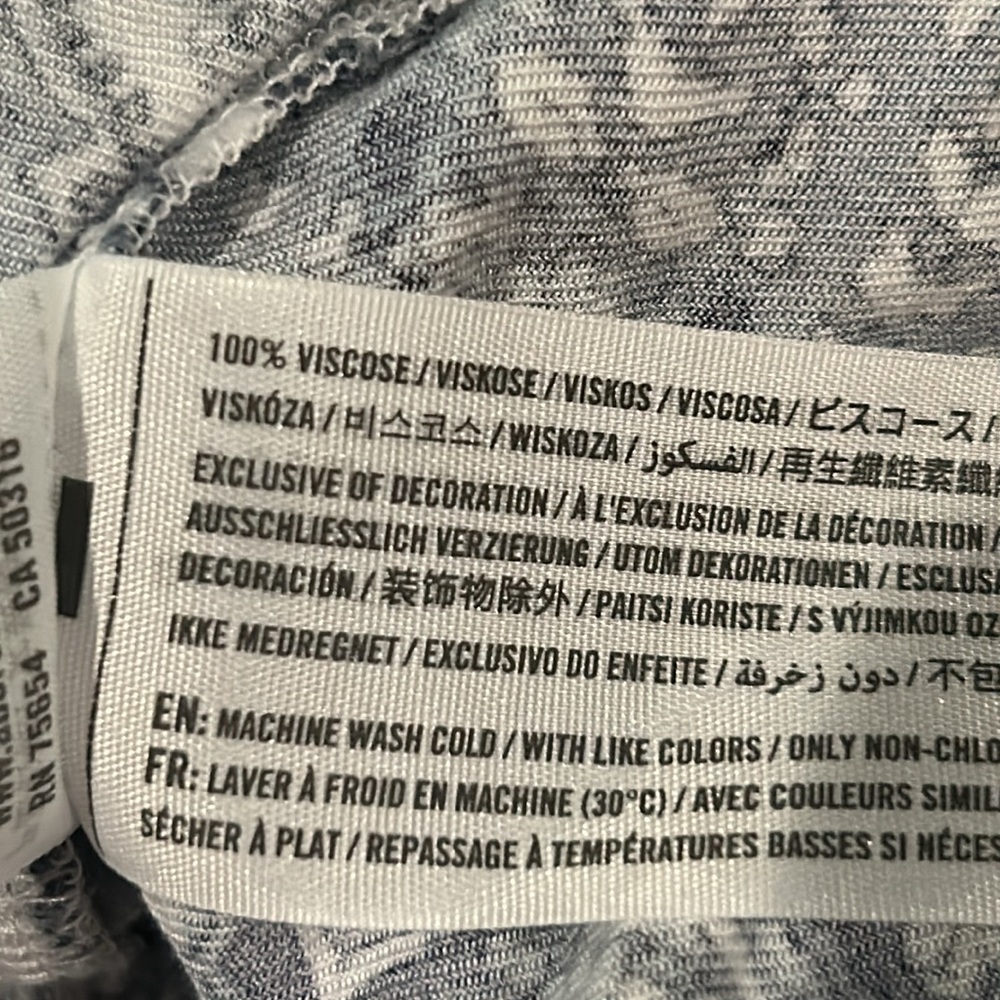 100% VISCOSE / VISKOSE / VISKOS / VISCOSA / ビスコース /
VISKÓZA / 비스코스 / WISKOZA / الفسكوز / 再生纖維素纖
EXCLUSIVE OF DECORATION / À L'EXCLUSION DE LA DÉCORATION /
AUSSCHLIESSLICH VERZIERUNG / UTOM DEKORATIONEN / ESCLUS
DECORACIÓN / 装饰物除外 / PAITSI KORISTE / S VÝJIMKOU OZ
IKKE MEDREGNET / EXCLUSIVO DO ENFEITE / دون زخرفة / 不包
EN: MACHINE WASH COLD / WITH LIKE COLORS / ONLY NON-CHLO
FR: LAVER À FROID EN MACHINE (30°C) / AVEC COULEURS SIMIL
SÉCHER À PLAT / REPASSAGE À TEMPÉRATURES BASSES SI NÉCES
RN 75654 CA 50316